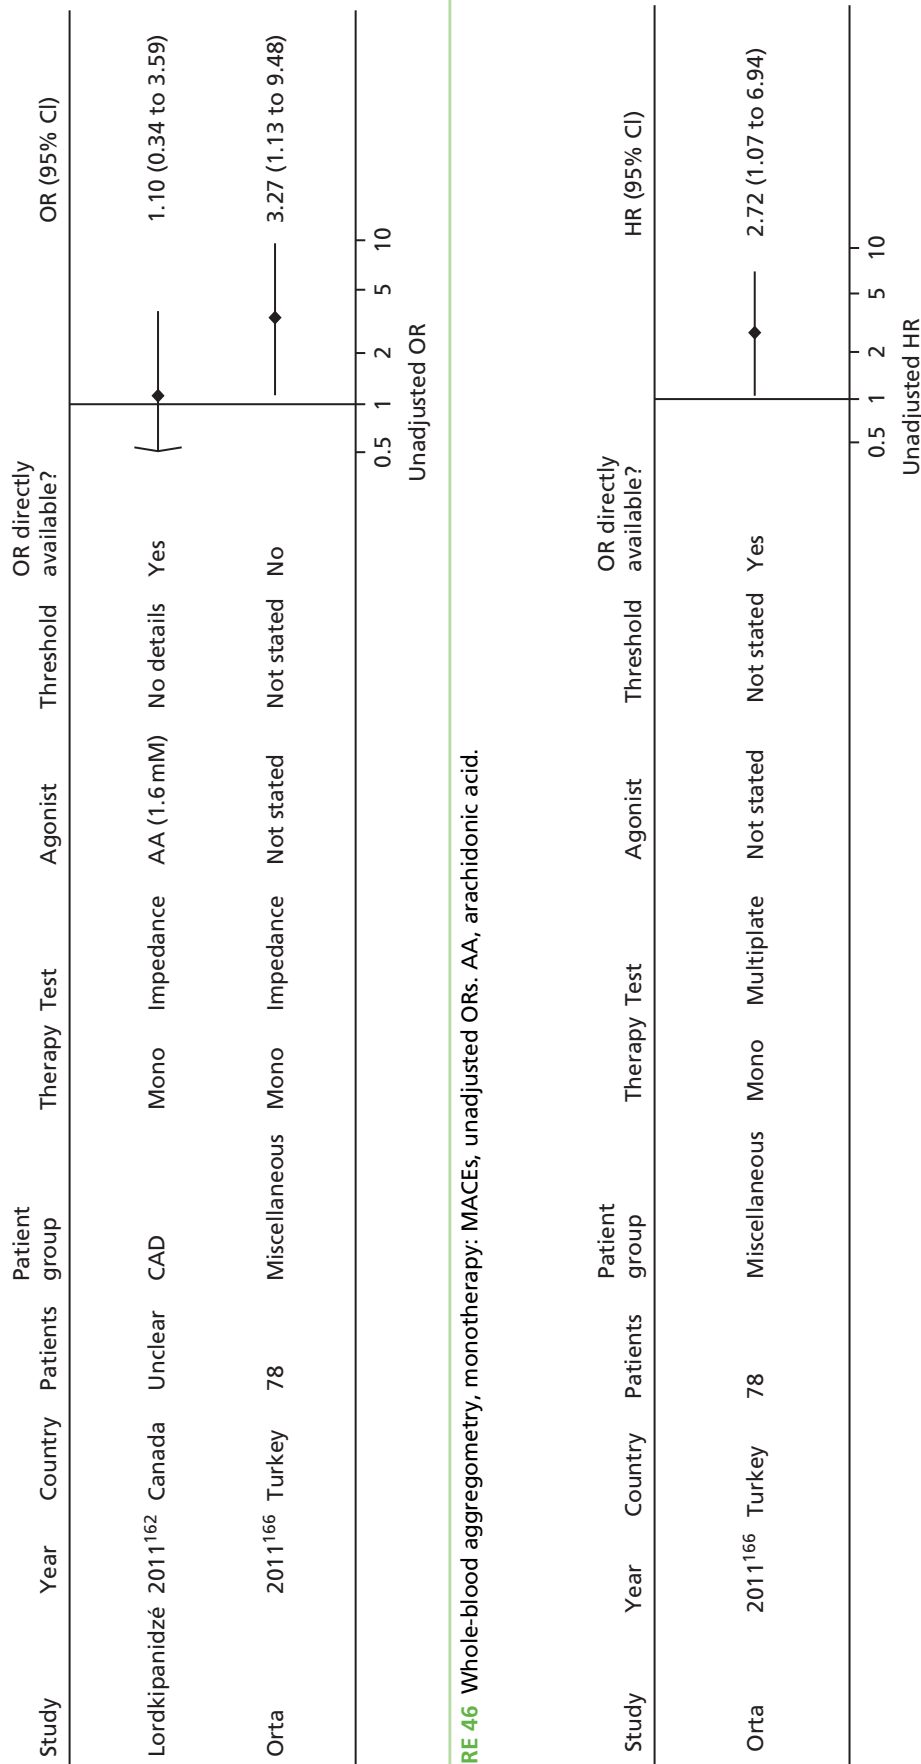 Study Year Country Patients Patient group Therapy Test Agonist Threshold OR directly available? OR (95% CI)
Lordkipanidzé 2011162 Canada Unclear CAD Mono Impedance AA (1.6 mM) No details Yes 1.10 (0.34 to 3.59)
Orta 2011166 Turkey 78 Miscellaneous Mono Impedance Not stated Not stated No 3.27 (1.13 to 9.48)
0.5 1 2 5 10
Unadjusted OR
RE 46 Whole-blood aggregometry, monotherapy: MACEs, unadjusted ORs. AA, arachidonic acid.
Study Year Country Patients Patient group Therapy Test Agonist Threshold OR directly available? HR (95% CI)
Orta 2011166 Turkey 78 Miscellaneous Mono Multiplate Not stated Not stated Yes 2.72 (1.07 to 6.94)
0.5 1 2 5 10
Unadjusted HR